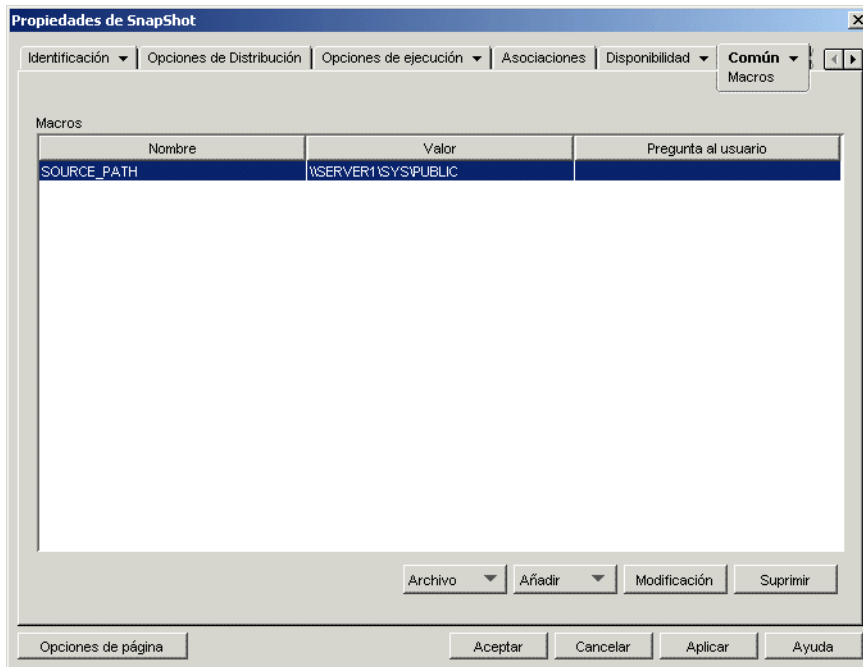 Propiedades de SnapShot
Identificación Opciones de Distribución Opciones de ejecución Asociaciones Disponibilidad Común
Macros
Macros
Nombre Valor Pregunta al usuario
SOURCE_PATH \\SERVER1\SYS\PUBLIC
Archivo Añadir Modificación Suprimir
Opciones de página Aceptar Cancelar Aplicar Ayuda